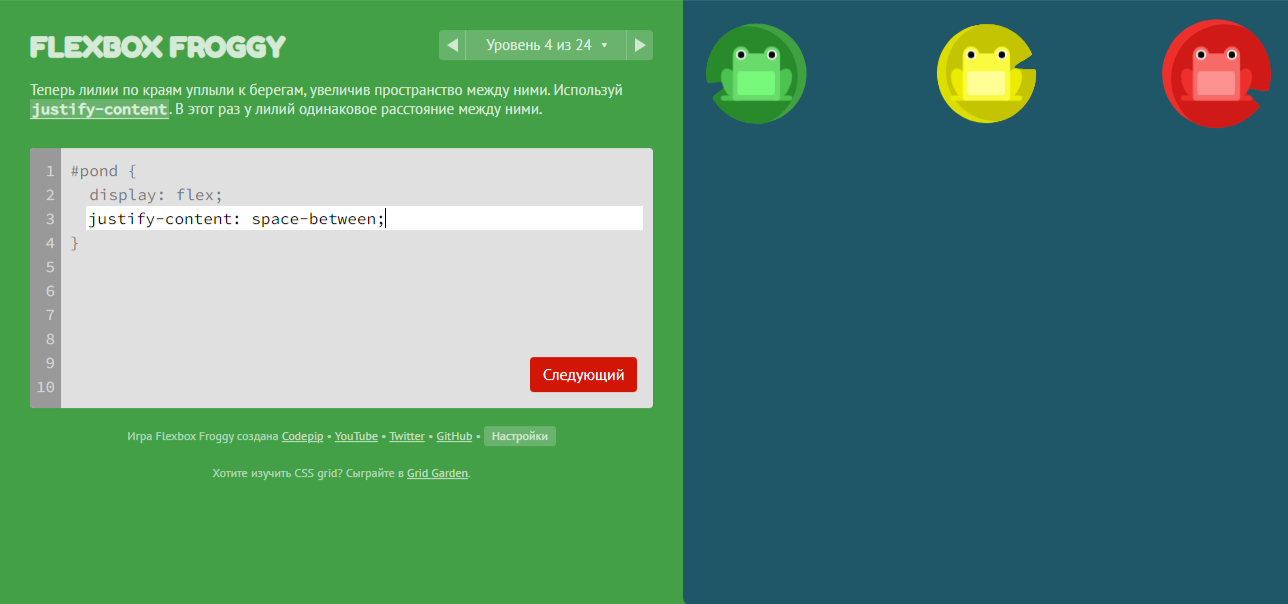 FLEXBOX FROGGY
Уровень 4 из 24
Теперь лилии по краям уплыли к берегам, увеличив пространство между ними. Используй
justify-content. В этот раз у лилий одинаковое расстояние между ними.
1 #pond {
2 display: flex;
3 justify-content: space-between;
4 }
5
6
7
8
9
10
Следующий
Игра Flexbox Froggy создана Codepip • YouTube • Twitter • GitHub • Настройки
Хотите изучить CSS grid? Сыграйте в Grid Garden.